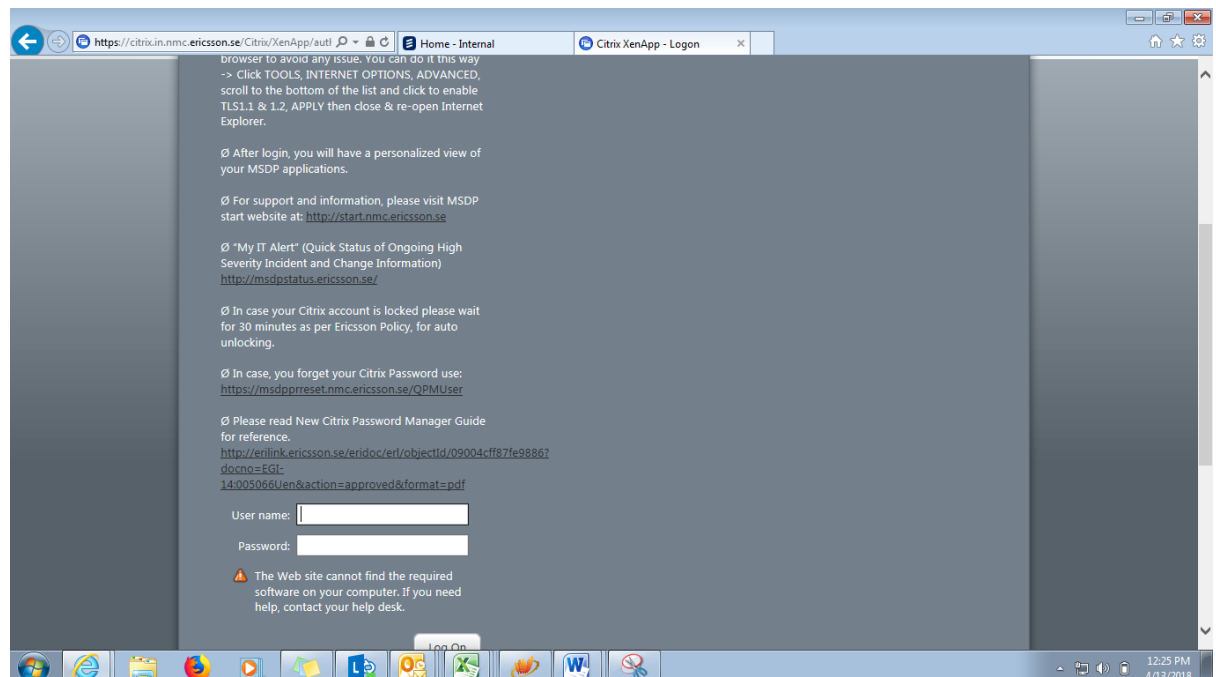 https://citrix.in.nmc.ericsson.se/Citrix/XenApp/autl
Home - Internal
Citrix XenApp - Logon
browser to avoid any issue. You can do it this way
-> Click TOOLS, INTERNET OPTIONS, ADVANCED,
scroll to the bottom of the list and click to enable
TLS1.1 & 1.2, APPLY then close & re-open Internet
Explorer.
Ø After login, you will have a personalized view of
your MSDP applications.
Ø For support and information, please visit MSDP
start website at: http://start.nmc.ericsson.se
Ø "My IT Alert" (Quick Status of Ongoing High
Severity Incident and Change Information)
http://msdpstatus.ericsson.se/
Ø In case your Citrix account is locked please wait
for 30 minutes as per Ericsson Policy, for auto
unlocking.
Ø In case, you forget your Citrix Password use:
https://msdpprreset.nmc.ericsson.se/QPMUser
Ø Please read New Citrix Password Manager Guide
for reference.
http://erilink.ericsson.se/eridoc/erl/objectId/09004cff87fe9886?
docno=EGI-
14:005066Uen&action=approved&format=pdf
User name:
Password:
The Web site cannot find the required
software on your computer. If you need
help, contact your help desk.
Log On
12:25 PM
4/13/2018